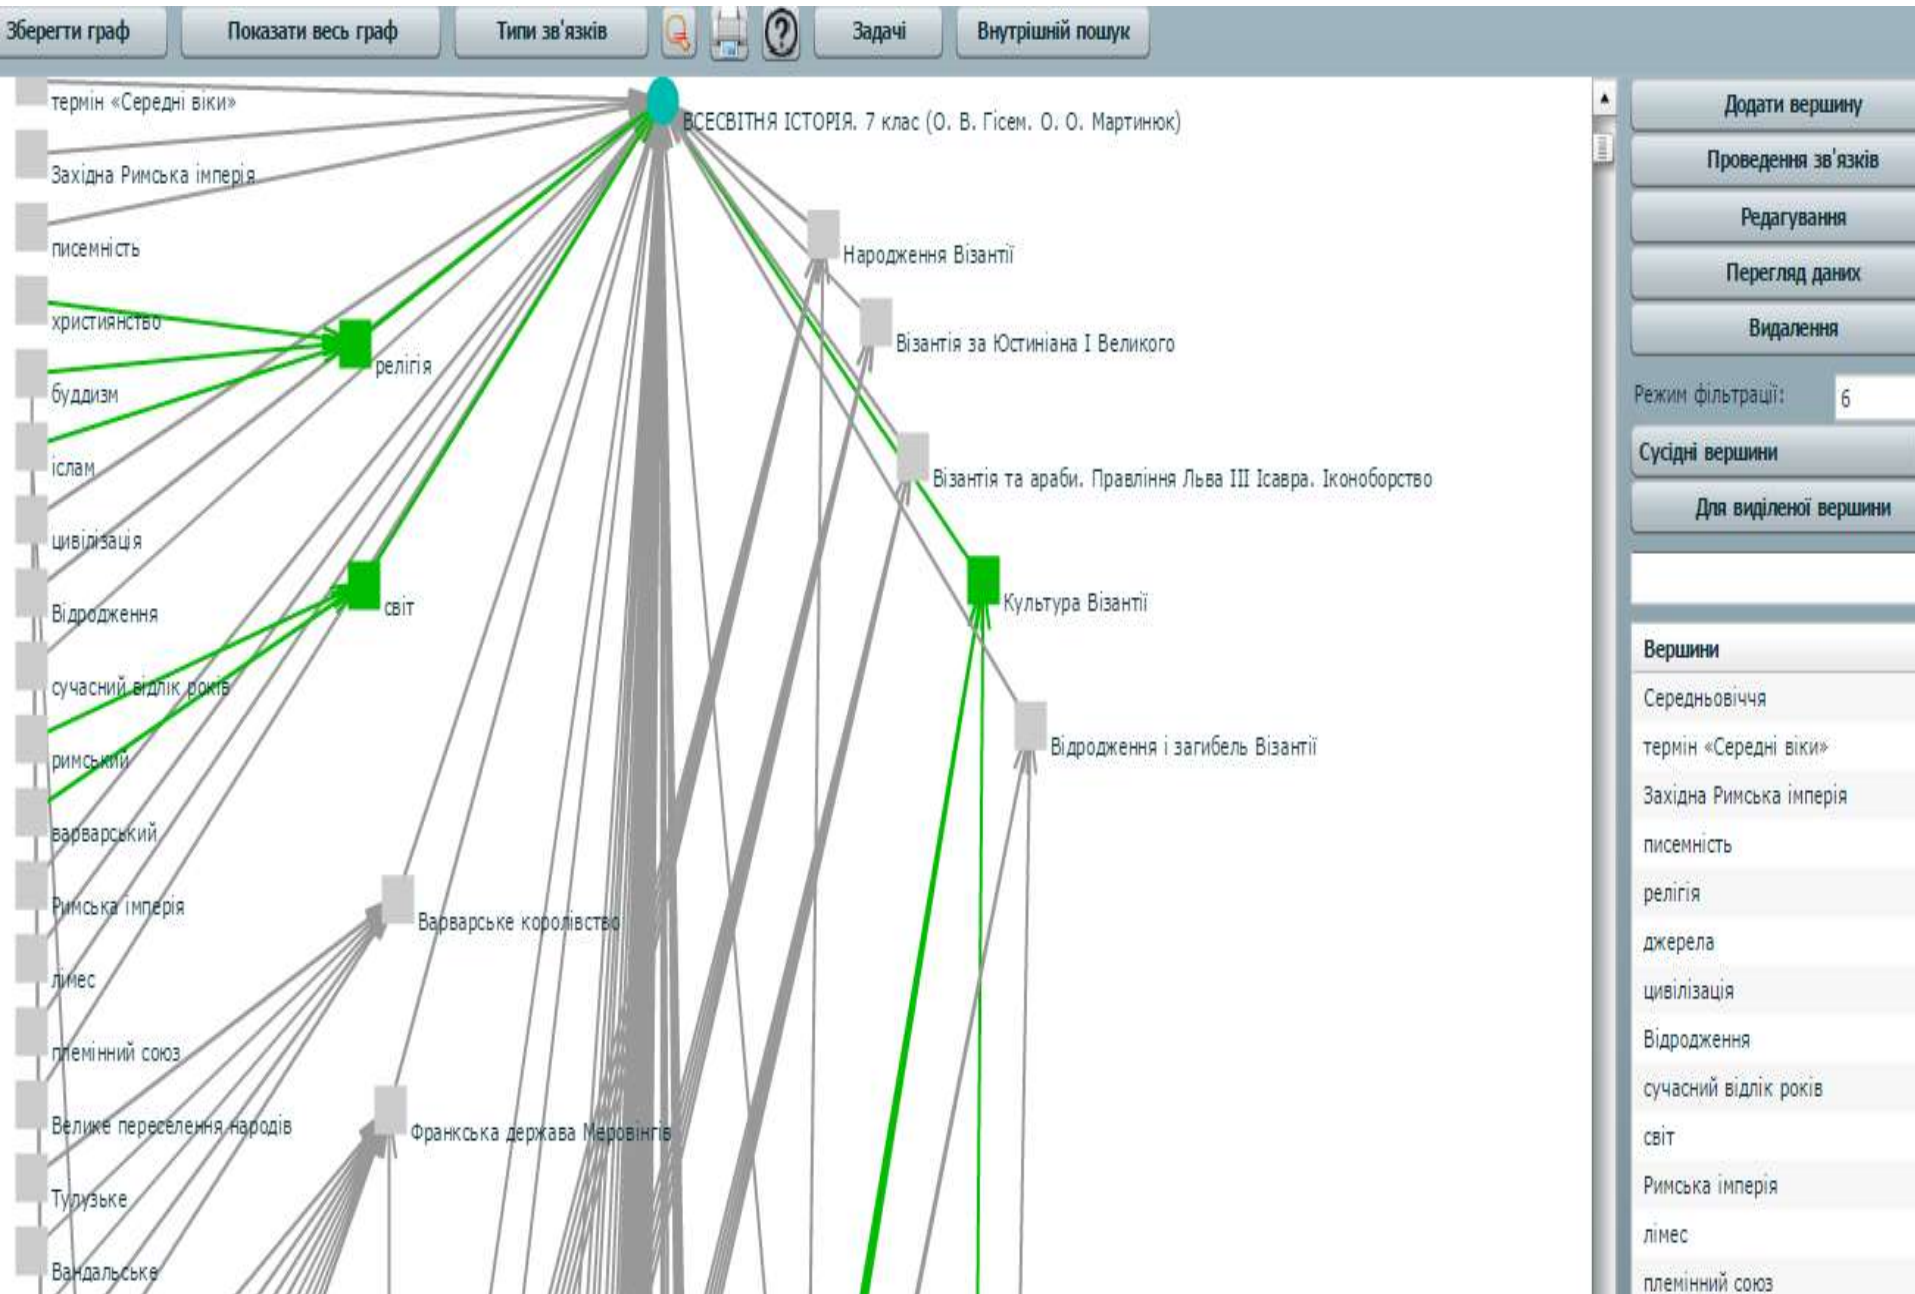 Зберегти граф
Показати весь граф
Типи зв'язків
Задачі
Внутрішній пошук
термін «Середні віки»
ВСЕСВІТНЯ ІСТОРІЯ. 7 клас (О. В. Гісем. О. О. Мартинюк)
Західна Римська імперія
писемність
християнство
буддизм
іслам
цивілізація
Відродження
сучасний відлік років
римський
варварський
Римська імперія
лімес
племінний союз
Велике переселення народів
Тулузьке
Вандальське
релігія
світ
Варварське королівство
Франкська держава Меровінгів
Народження Візантії
Візантія за Юстиніана І Великого
Візантія та араби. Правління Льва ІІІ Ісавра. Іконоборство
Культура Візантії
Відродження і загибель Візантії
Додати вершину
Проведення зв'язків
Редагування
Перегляд даних
Видалення
Режим фільтрації: 6
Сусідні вершини
Для виділеної вершини
Вершини
Середньовіччя
термін «Середні віки»
Західна Римська імперія
писемність
релігія
джерела
цивілізація
Відродження
сучасний відлік років
світ
Римська імперія
лімес
племінний союз